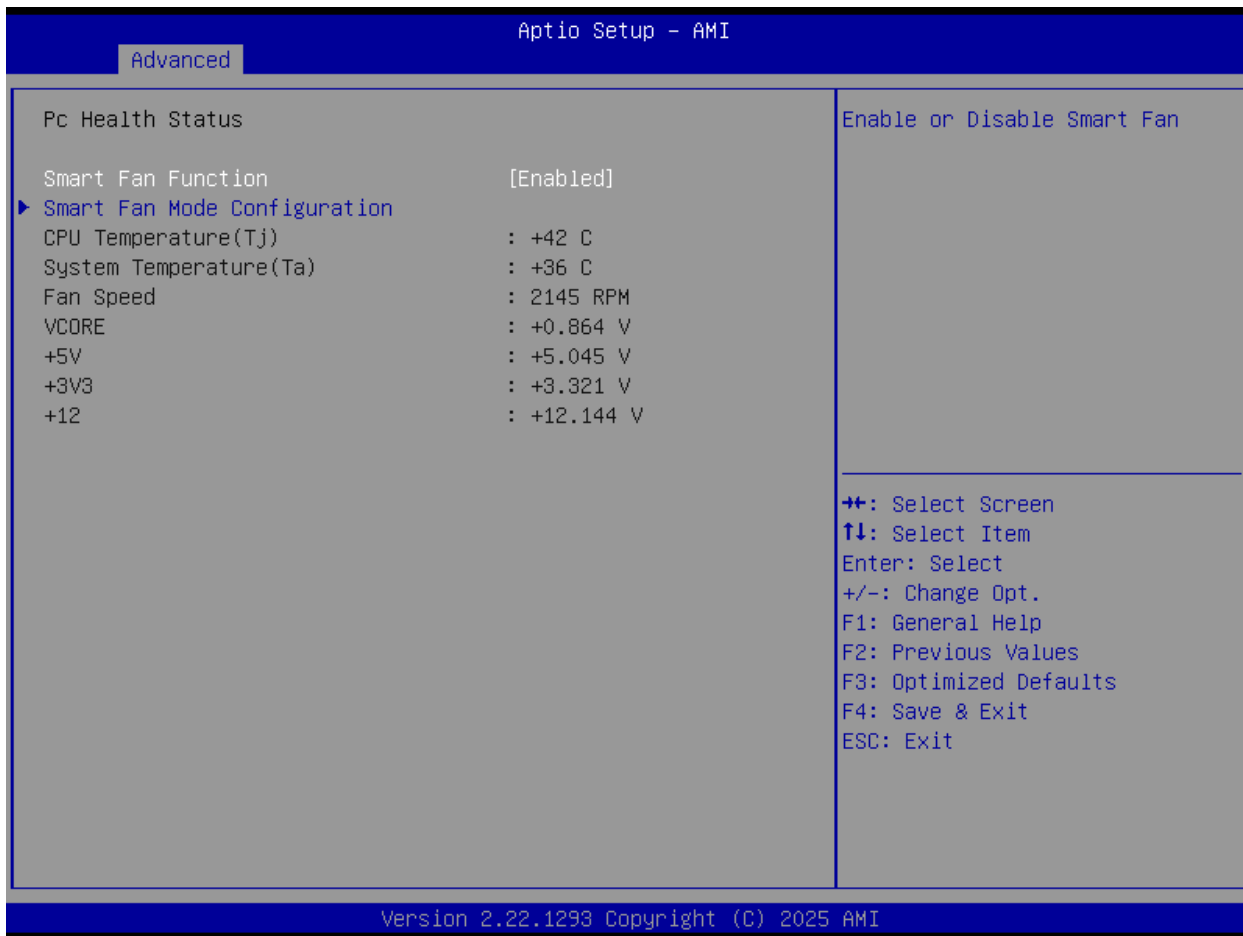 Aptio Setup – AMI
Advanced
Pc Health Status
Smart Fan Function [Enabled]
Smart Fan Mode Configuration
CPU Temperature(Tj) : +42 C
System Temperature(Ta) : +36 C
Fan Speed : 2145 RPM
VCORE : +0.864 V
+5V : +5.045 V
+3V3 : +3.321 V
+12 : +12.144 V
Enable or Disable Smart Fan
→←: Select Screen
↑↓: Select Item
Enter: Select
+/-: Change Opt.
F1: General Help
F2: Previous Values
F3: Optimized Defaults
F4: Save & Exit
ESC: Exit
Version 2.22.1293 Copyright (C) 2025 AMI